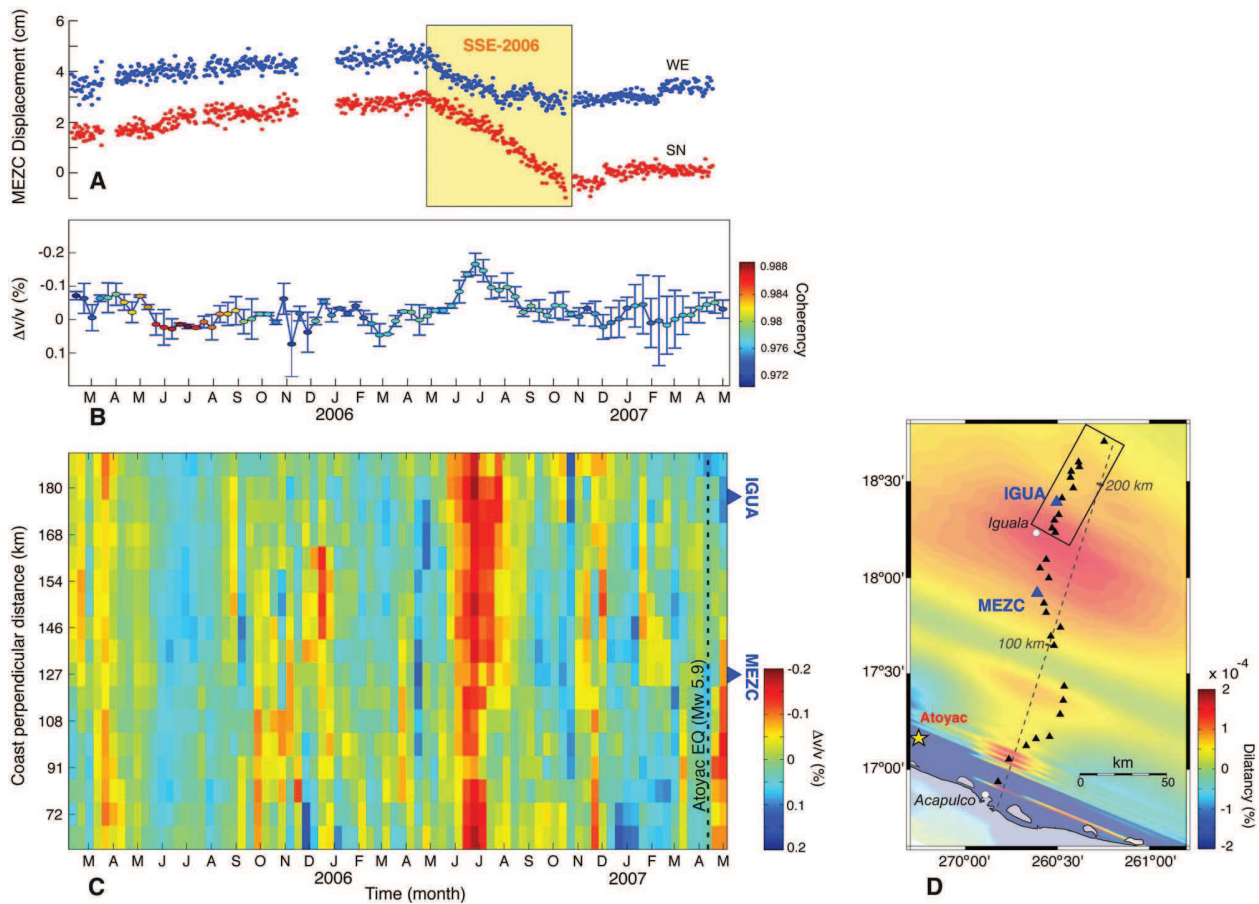 MEZC Displacement (cm)
6
4
2
0
SSE-2006
WE
SN
A
Δv/v (%)
-0.2
-0.1
0
0.1
M A M J J A S O N D J F M A M J J A S O N D J F M A M
2006 2007
B
0.988
0.984
0.980
0.976
0.972
Coherency
Coast perpendicular distance (km)
180
168
154
146
127
108
91
72
IGUA
MEZC
Atoyac EQ (Mw 5.9)
M A M J J A S O N D J F M A M J J A S O N D J F M A M
2006 2007
C
Time (month)
-0.2
-0.1
0
0.1
0.2
Δv/v (%)
18°30'
18°00'
17°30'
17°00'
200 km
IGUA
Iguala
MEZC
100 km
Atoyac
km
0 50
Acapulco
270°00' 260°30' 261°00'
D
x 10-4
2
1
0
-1
-2
Dilatancy (%)